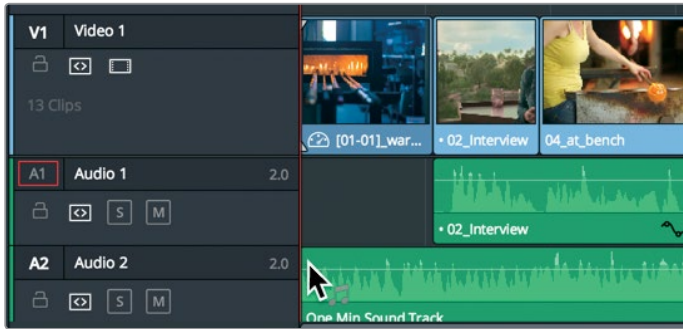 V1 Video 1
13 Clips
[01-01]_war...
• 02_Interview
04_at_bench
A1 Audio 1 2.0
S M
• 02_Interview
A2 Audio 2 2.0
S M
One Min Sound Track